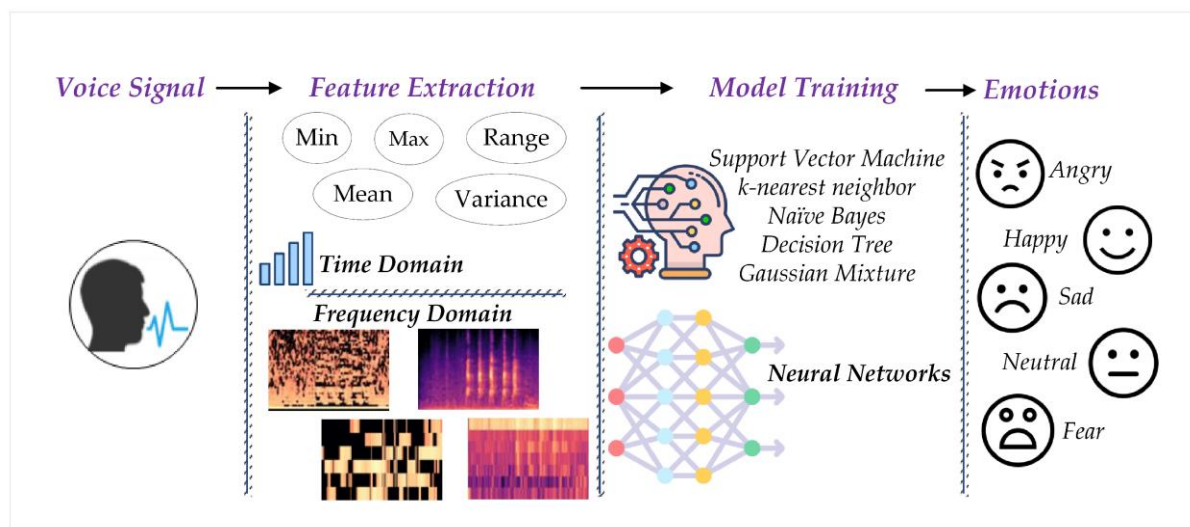 Voice Signal
Feature Extraction
Model Training
Emotions
Min
Max
Range
Mean
Variance
Time Domain
Frequency Domain
Support Vector Machine
k-nearest neighbor
Naïve Bayes
Decision Tree
Gaussian Mixture
Neural Networks
Angry
Happy
Sad
Neutral
Fear